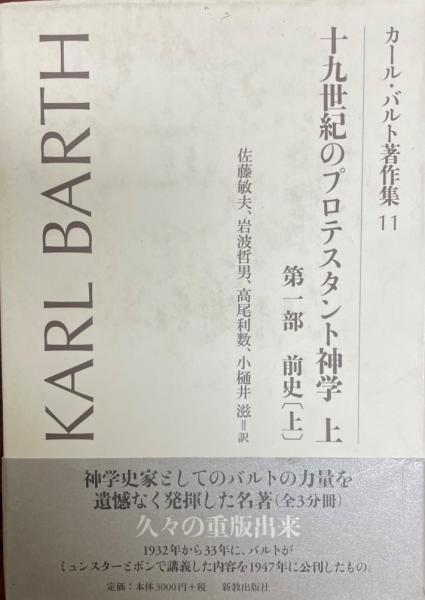 カール・バルト著作集 11
十九世紀のプロテスタント神学 上
第一部 前史〔上〕
佐藤敏夫、岩波哲男、高尾利数、小樋井 滋＝訳
KARL BARTH
神学史家としてのバルトの力量を
遺憾なく発揮した名著(全3分冊)
久々の重版出来
1932年から33年に、バルトが
ミュンスターとボンで講義した内容を1947年に公刊したもの。
定価：本体3000円＋税 新教出版社